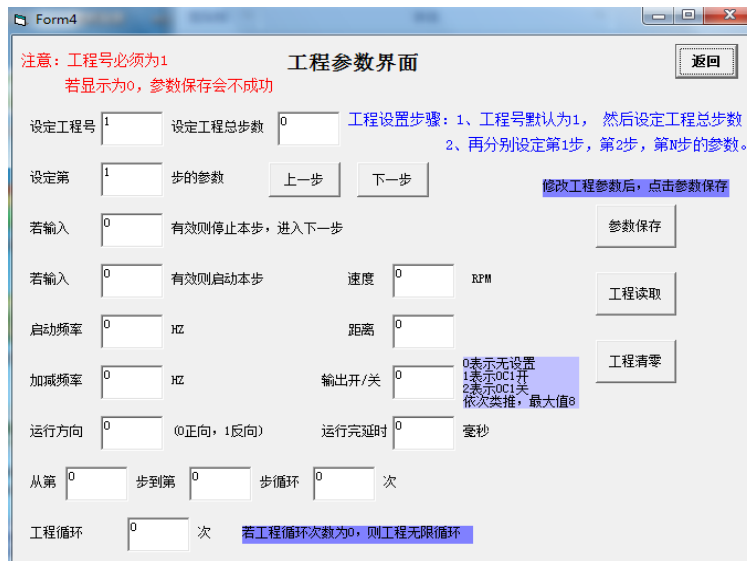 Form4
注意：工程号必须为1
若显示为0，参数保存会不成功
工程参数界面
返回
设定工程号 1 设定工程总步数 0
工程设置步骤：1、工程号默认为1， 然后设定工程总步数
2、再分别设定第1步，第2步，第N步的参数。
设定第 1 步的参数 上一步 下一步
修改工程参数后，点击参数保存
若输入 0 有效则停止本步，进入下一步
参数保存
若输入 0 有效则启动本步 速度 0 RPM
工程读取
启动频率 0 HZ 距离 0
加减频率 0 HZ 输出开/关 0
0表示无设置
1表示OC1开
2表示OC1关
依次类推，最大值8
工程清零
运行方向 0 (0正向，1反向) 运行完延时 0 毫秒
从第 0 步到第 0 步循环 0 次
工程循环 0 次 若工程循环次数为0，则工程无限循环